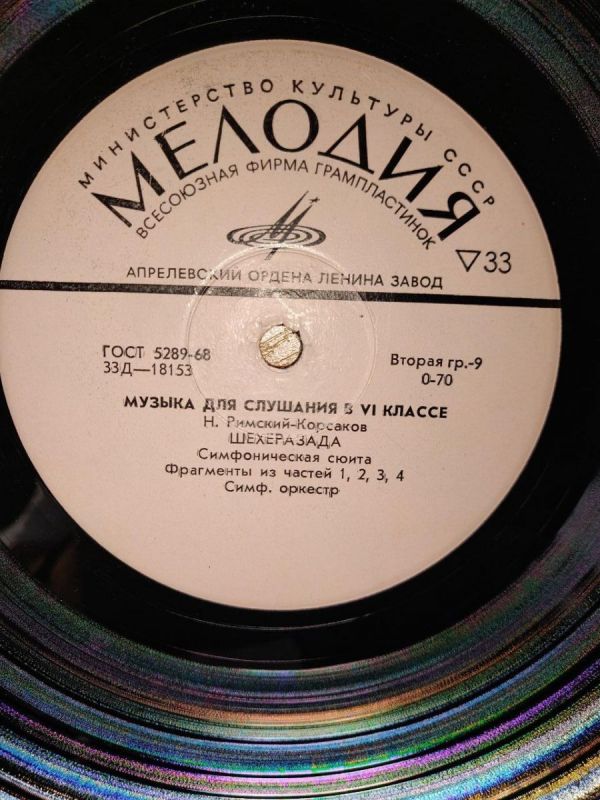 МИНИСТЕРСТВО КУЛЬТУРЫ СССР
МЕЛОДИЯ
ВСЕСОЮЗНАЯ ФИРМА ГРАМПЛАСТИНОК
33
АПРЕЛЕВСКИЙ ОРДЕНА ЛЕНИНА ЗАВОД
ГОСТ 5289-68
33Д—18153
Вторая гр.-9
0-70
МУЗЫКА ДЛЯ СЛУШАНИЯ В VI КЛАССЕ
Н. Римский-Корсаков
ШЕХЕРАЗАДА
Симфоническая сюита
Фрагменты из частей 1, 2, 3, 4
Симф. оркестр